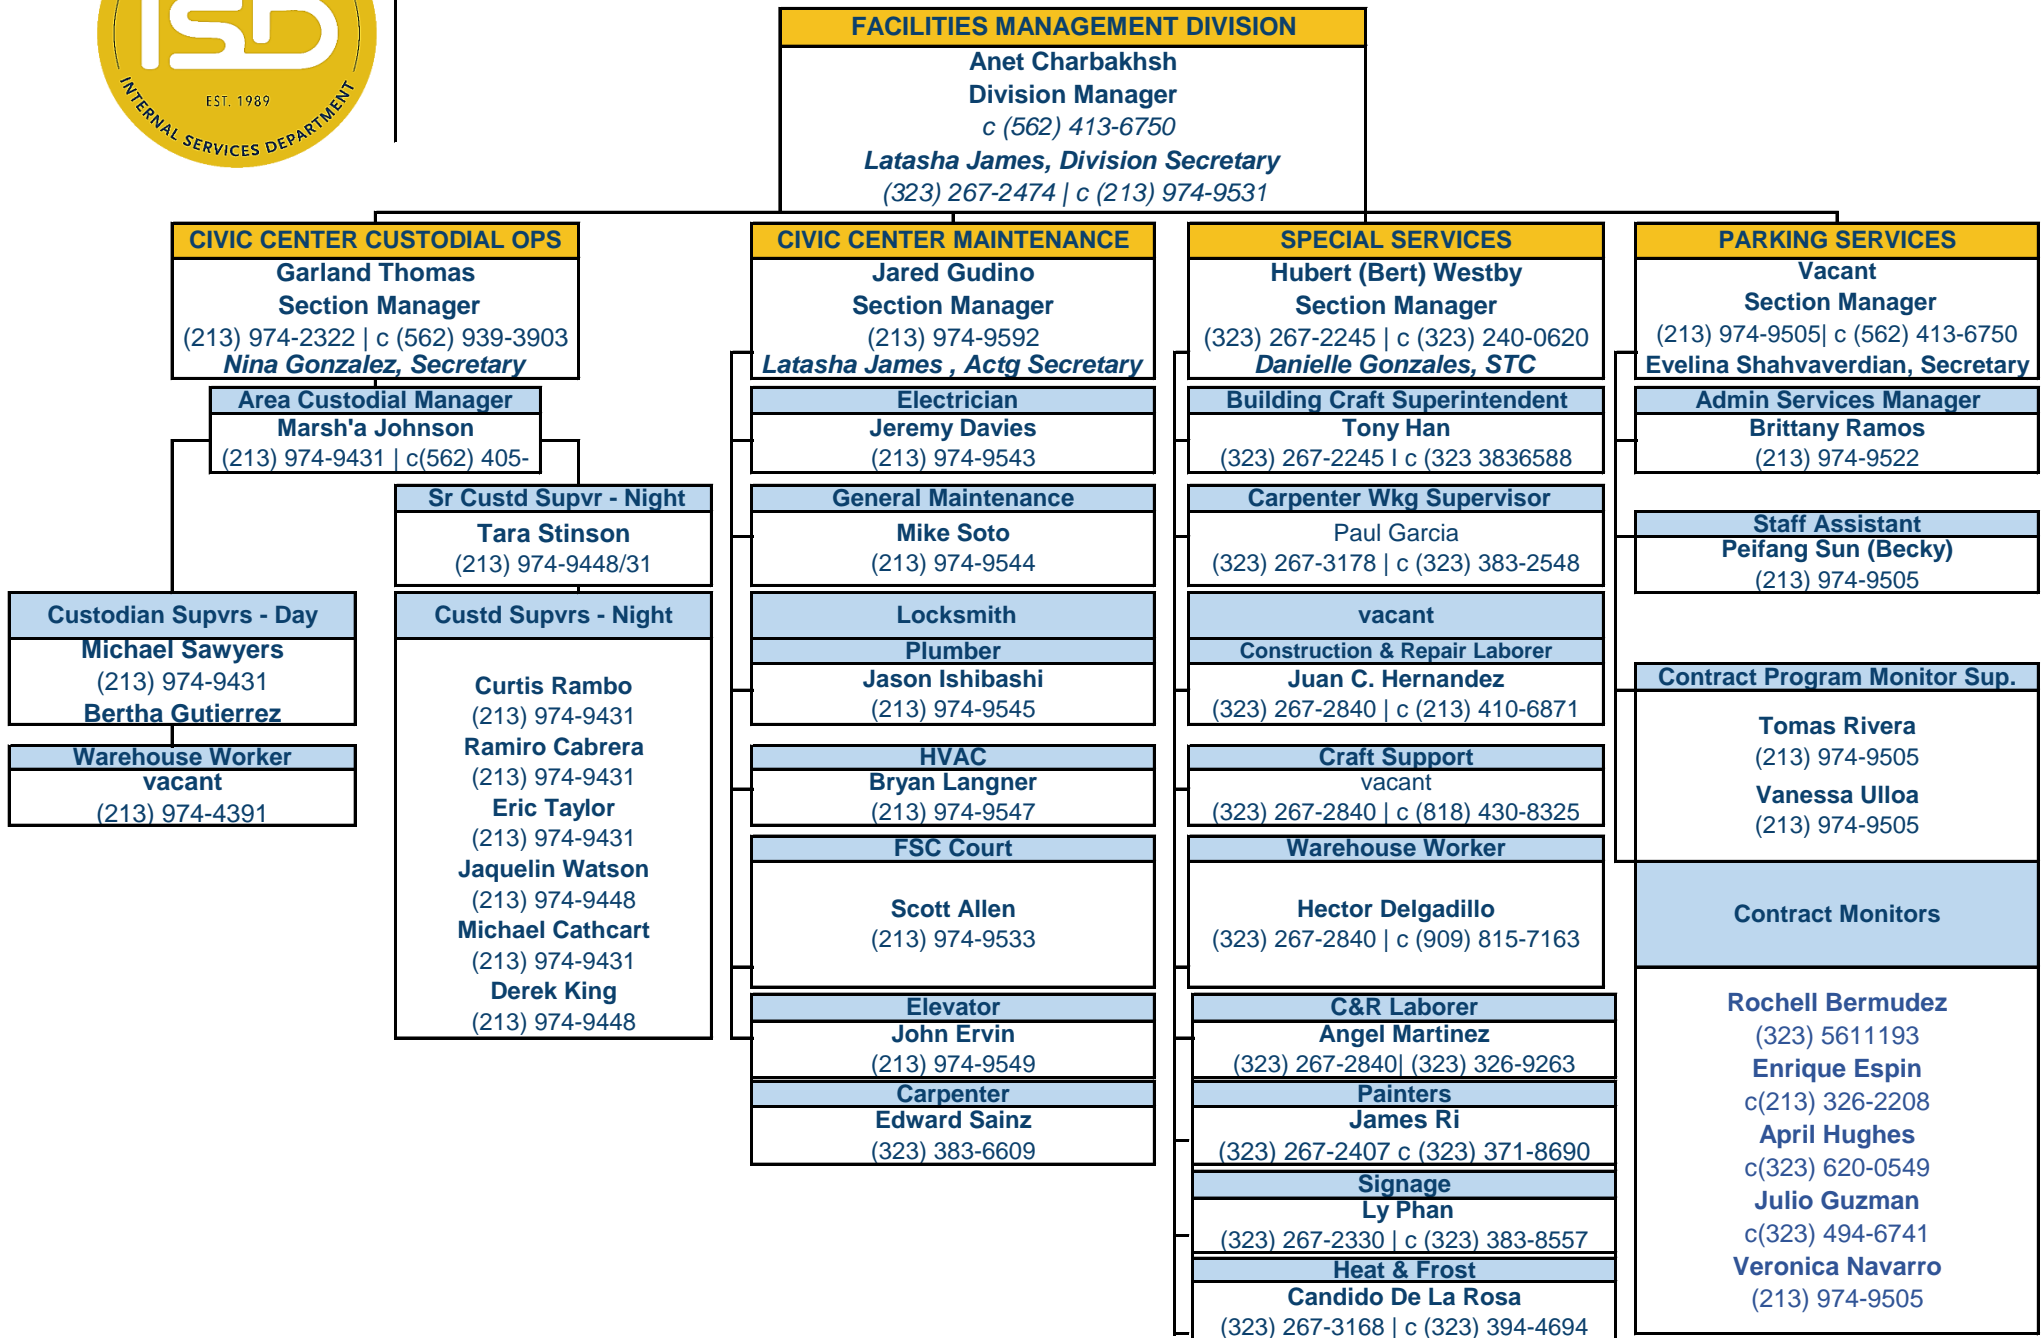 ISD
EST. 1989
INTERNAL SERVICES DEPARTMENT
FACILITIES MANAGEMENT DIVISION
Anet Charbakhsh
Division Manager
c (562) 413-6750
Latasha James, Division Secretary
(323) 267-2474 | c (213) 974-9531
CIVIC CENTER CUSTODIAL OPS
Garland Thomas
Section Manager
(213) 974-2322 | c (562) 939-3903
Nina Gonzalez, Secretary
Area Custodial Manager
Marsh'a Johnson
(213) 974-9431 | c(562) 405-
Sr Custd Supvr - Night
Tara Stinson
(213) 974-9448/31
Custodian Supvrs - Day
Michael Sawyers
(213) 974-9431
Bertha Gutierrez
Warehouse Worker
vacant
(213) 974-4391
Custd Supvrs - Night
Curtis Rambo
(213) 974-9431
Ramiro Cabrera
(213) 974-9431
Eric Taylor
(213) 974-9431
Jaquelin Watson
(213) 974-9448
Michael Cathcart
(213) 974-9431
Derek King
(213) 974-9448
CIVIC CENTER MAINTENANCE
Jared Gudino
Section Manager
(213) 974-9592
Latasha James , Actg Secretary
Electrician
Jeremy Davies
(213) 974-9543
General Maintenance
Mike Soto
(213) 974-9544
Locksmith
Plumber
Jason Ishibashi
(213) 974-9545
HVAC
Bryan Langner
(213) 974-9547
FSC Court
Scott Allen
(213) 974-9533
Elevator
John Ervin
(213) 974-9549
Carpenter
Edward Sainz
(323) 383-6609
SPECIAL SERVICES
Hubert (Bert) Westby
Section Manager
(323) 267-2245 | c (323) 240-0620
Danielle Gonzales, STC
Building Craft Superintendent
Tony Han
(323) 267-2245 I c (323 3836588
Carpenter Wkg Supervisor
Paul Garcia
(323) 267-3178 | c (323) 383-2548
vacant
Construction & Repair Laborer
Juan C. Hernandez
(323) 267-2840 | c (213) 410-6871
Craft Support
vacant
(323) 267-2840 | c (818) 430-8325
Warehouse Worker
Hector Delgadillo
(323) 267-2840 | c (909) 815-7163
C&R Laborer
Angel Martinez
(323) 267-2840| (323) 326-9263
Painters
James Ri
(323) 267-2407 c (323) 371-8690
Signage
Ly Phan
(323) 267-2330 | c (323) 383-8557
Heat & Frost
Candido De La Rosa
(323) 267-3168 | c (323) 394-4694
PARKING SERVICES
Vacant
Section Manager
(213) 974-9505| c (562) 413-6750
Evelina Shahvaverdian, Secretary
Admin Services Manager
Brittany Ramos
(213) 974-9522
Staff Assistant
Peifang Sun (Becky)
(213) 974-9505
Contract Program Monitor Sup.
Tomas Rivera
(213) 974-9505
Vanessa Ulloa
(213) 974-9505
Contract Monitors
Rochell Bermudez
(323) 5611193
Enrique Espin
c(213) 326-2208
April Hughes
c(323) 620-0549
Julio Guzman
c(323) 494-6741
Veronica Navarro
(213) 974-9505